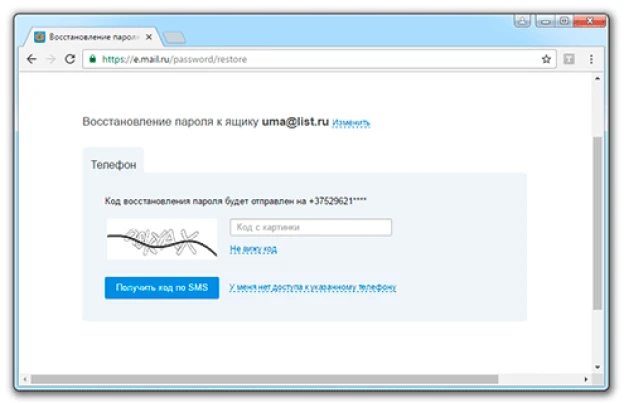 Восстановление пароля
https://e.mail.ru/password/restore
Восстановление пароля к ящику uma@list.ru Изменить
Телефон
Код восстановления пароля будет отправлен на +37529621****
Код с картинки
Не вижу код
Получить код по SMS
У меня нет доступа к указанному телефону